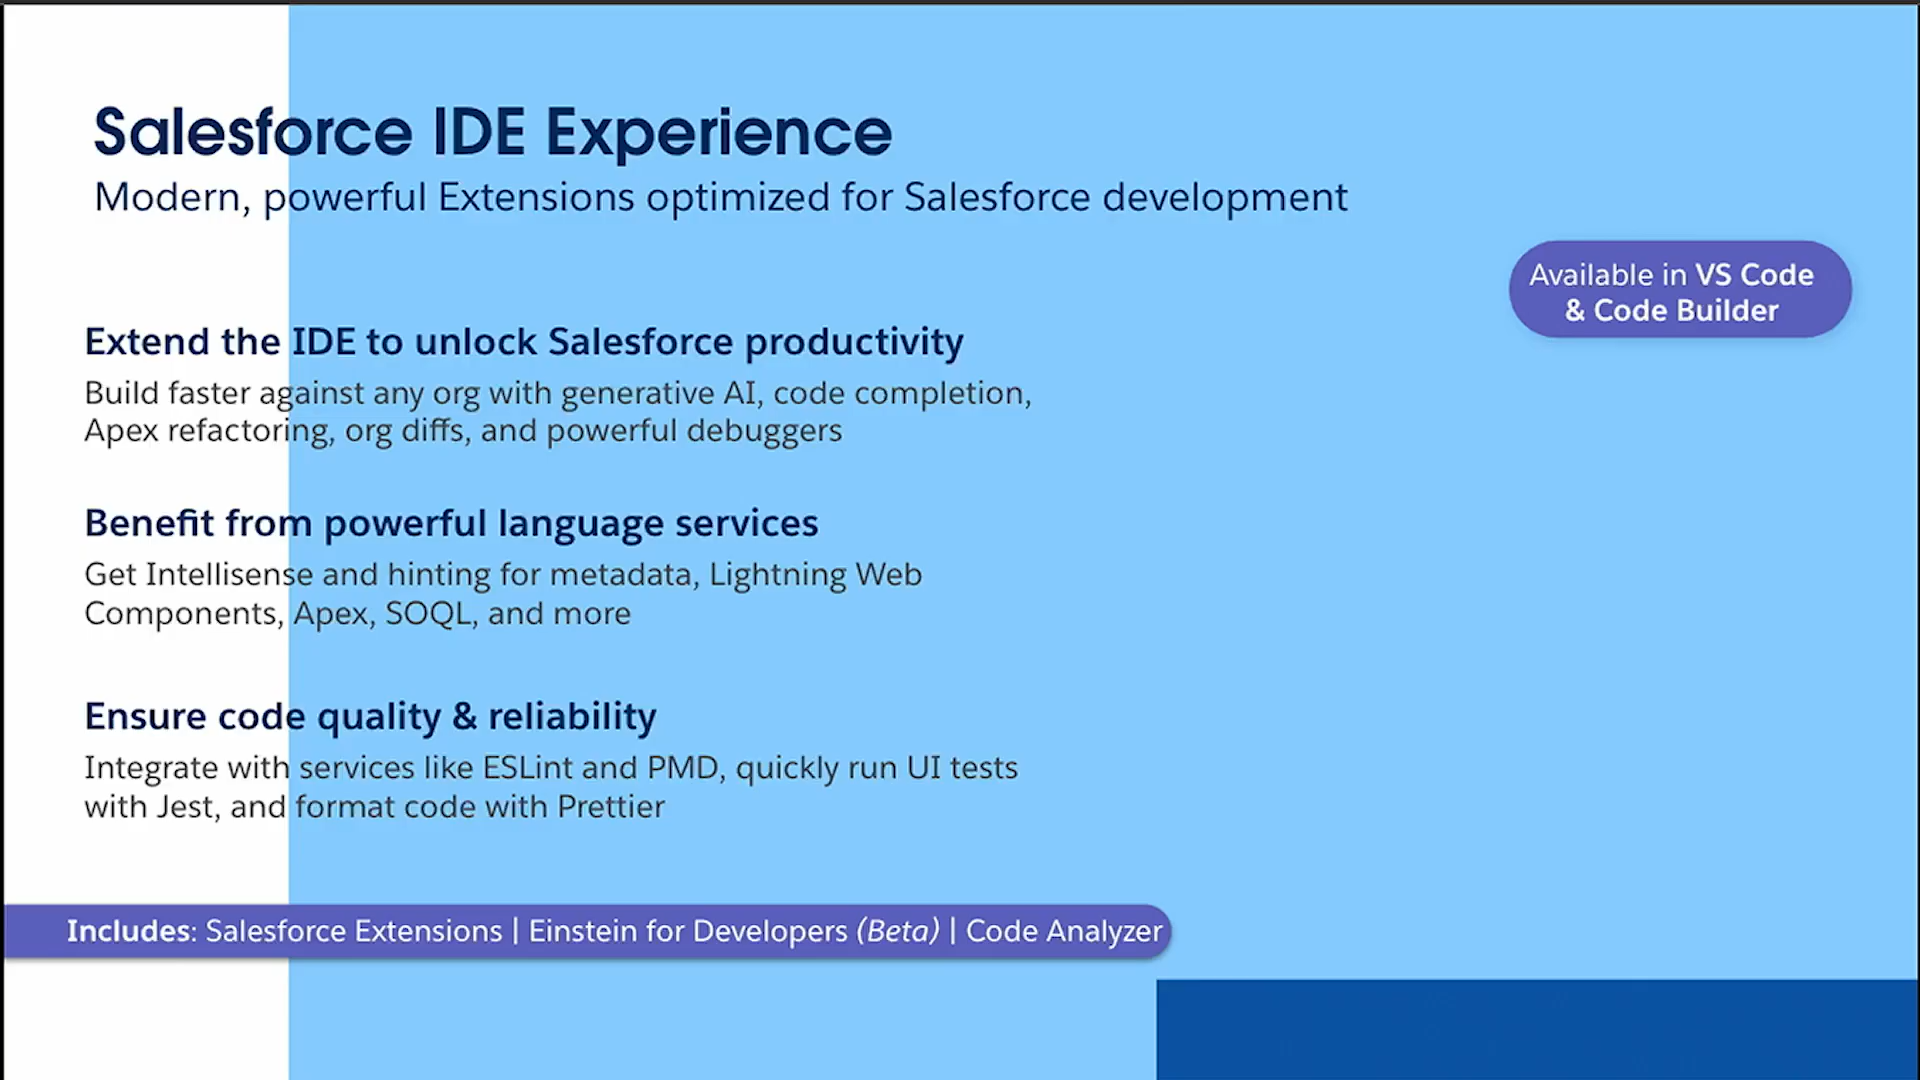 Salesforce IDE Experience
Modern, powerful Extensions optimized for Salesforce development
Available in VS Code
& Code Builder
Extend the IDE to unlock Salesforce productivity
Build faster against any org with generative AI, code completion,
Apex refactoring, org diffs, and powerful debuggers
Benefit from powerful language services
Get Intellisense and hinting for metadata, Lightning Web
Components, Apex, SOQL, and more
Ensure code quality & reliability
Integrate with services like ESLint and PMD, quickly run UI tests
with Jest, and format code with Prettier
Includes: Salesforce Extensions | Einstein for Developers (Beta) | Code Analyzer